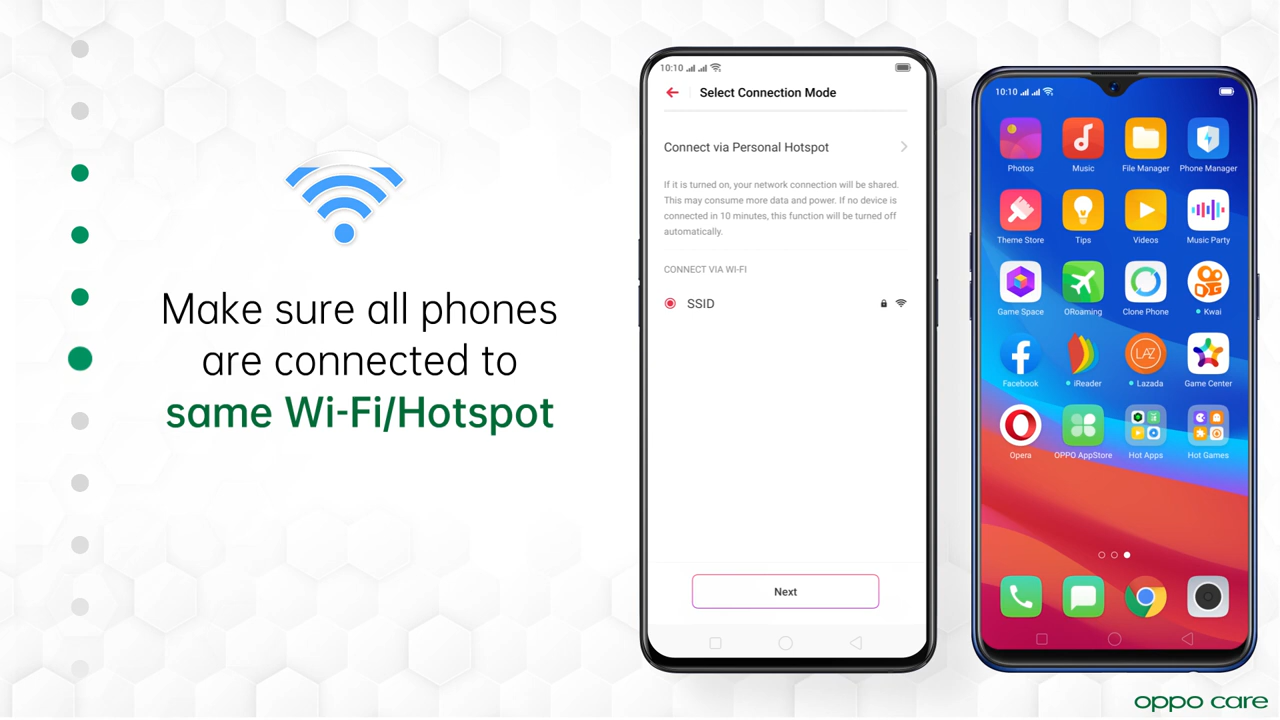 Make sure all phones
are connected to
same Wi-Fi/Hotspot
10:10
Select Connection Mode
Connect via Personal Hotspot
If it is turned on, your network connection will be shared.
This may consume more data and power. If no device is
connected in 10 minutes, this function will be turned off
automatically.
CONNECT VIA WI-FI
SSID
Next
10:10
Photos Music File Manager Phone Manager
Theme Store Tips Videos Music Party
Game Space ORoaming Clone Phone Kwai
LAZ
Facebook iReader Lazada Game Center
Opera OPPO AppStore Hot Apps Hot Games
oppo care